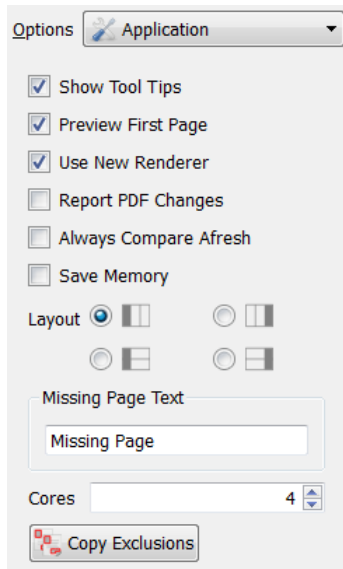 Options Application
Show Tool Tips
Preview First Page
Use New Renderer
Report PDF Changes
Always Compare Afresh
Save Memory
Layout
Missing Page Text
Missing Page
Cores 4
Copy Exclusions